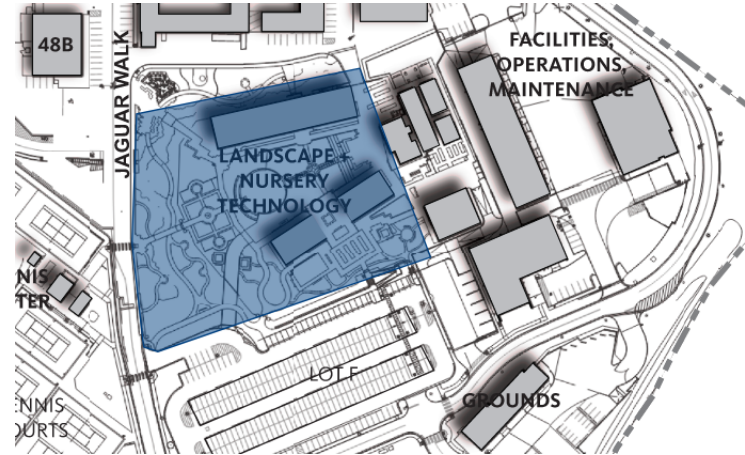 48B
JAGUAR WALK
FACILITIES,
OPERATIONS
MAINTENANCE
LANDSCAPE +
NURSERY
TECHNOLOGY
NIS
TER
LOT F
GROUNDS
ENNIS
OURTS